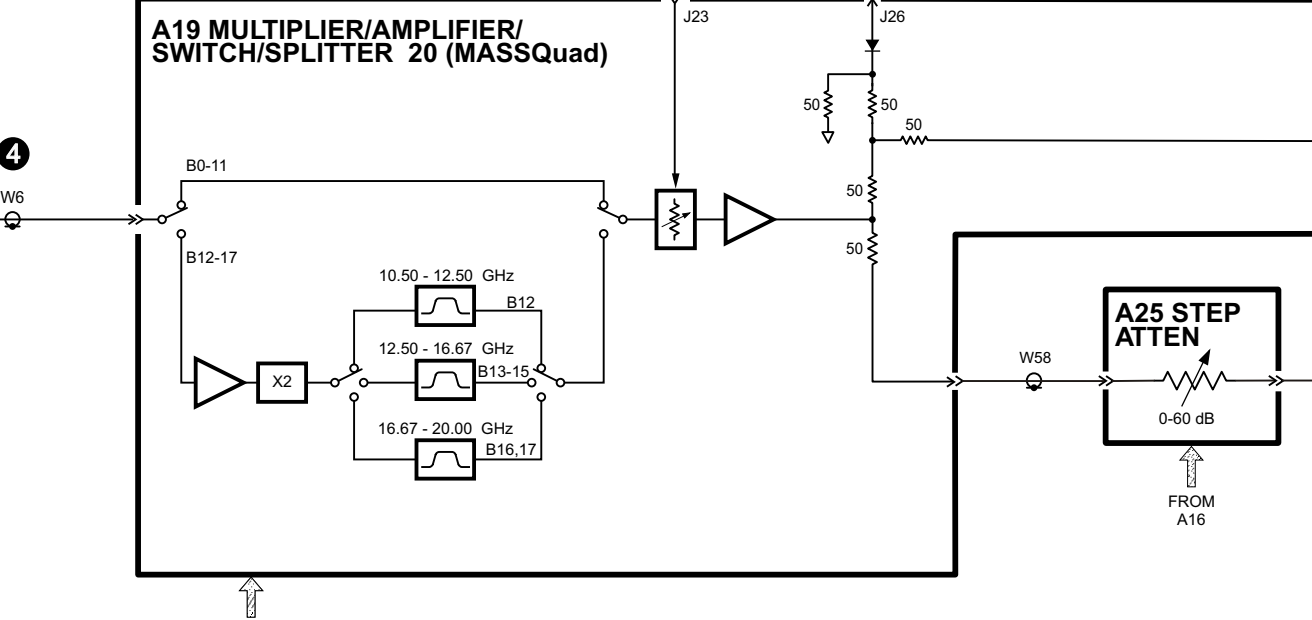 A19 MULTIPLIER/AMPLIFIER/
SWITCH/SPLITTER 20 (MASSQuad)
J23
J26
50
50
50
4
W6
B0-11
50
50
B12-17
10.50 - 12.50 GHz
B12
12.50 - 16.67 GHz
B13-15
X2
16.67 - 20.00 GHz
B16,17
W58
A25 STEP
ATTEN
0-60 dB
FROM
A16